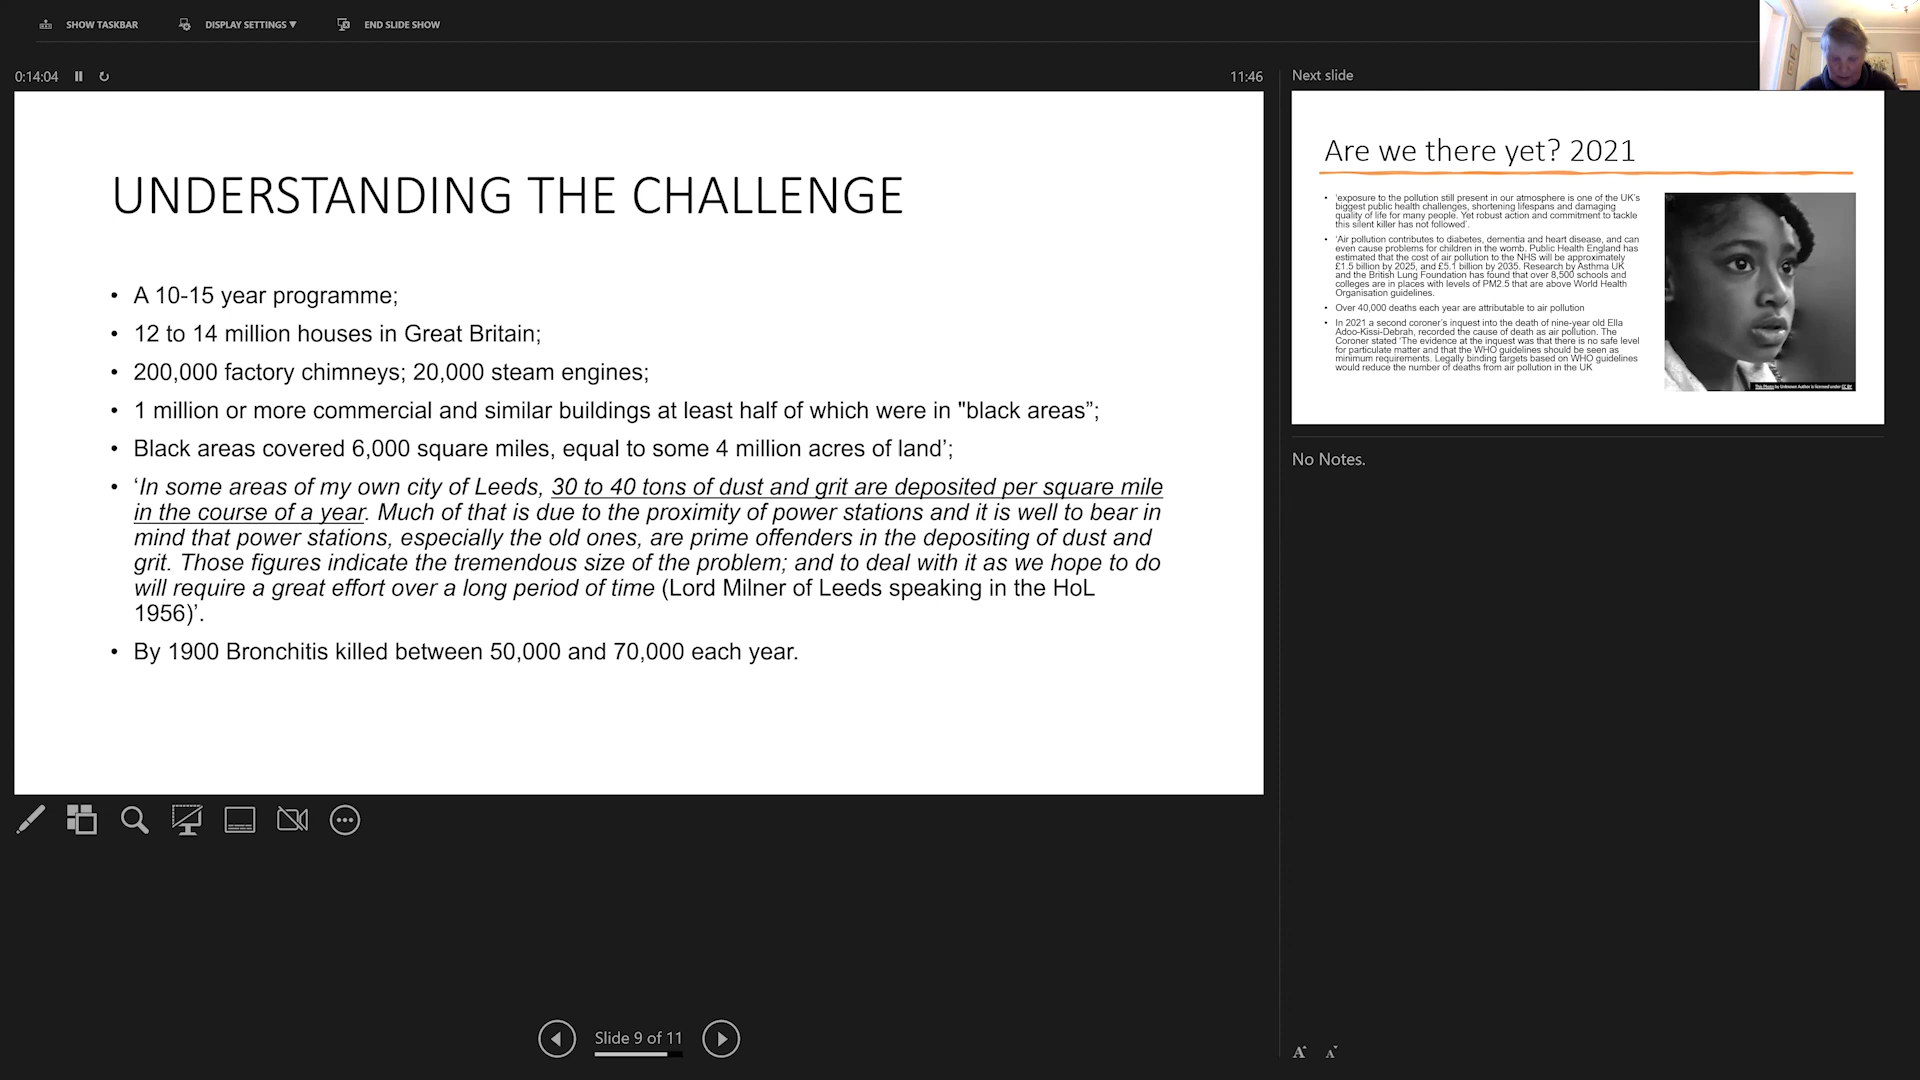 SHOW TASKBAR
DISPLAY SETTINGS ▼
END SLIDE SHOW
0:14:04
11:46
UNDERSTANDING THE CHALLENGE
• A 10-15 year programme;
• 12 to 14 million houses in Great Britain;
• 200,000 factory chimneys; 20,000 steam engines;
• 1 million or more commercial and similar buildings at least half of which were in "black areas”;
• Black areas covered 6,000 square miles, equal to some 4 million acres of land’;
• ‘In some areas of my own city of Leeds, 30 to 40 tons of dust and grit are deposited per square mile
in the course of a year. Much of that is due to the proximity of power stations and it is well to bear in
mind that power stations, especially the old ones, are prime offenders in the depositing of dust and
grit. Those figures indicate the tremendous size of the problem; and to deal with it as we hope to do
will require a great effort over a long period of time (Lord Milner of Leeds speaking in the HoL
1956)’.
• By 1900 Bronchitis killed between 50,000 and 70,000 each year.
Slide 9 of 11
Next slide
Are we there yet? 2021
• ‘exposure to the pollution still present in our atmosphere is one of the UK’s
biggest public health challenges, shortening lifespans and damaging
quality of life for many people. Yet robust action and commitment to tackle
this silent killer has not followed’.
• ‘Air pollution contributes to diabetes, dementia and heart disease, and can
even cause problems for children in the womb. Public Health England has
estimated that the cost of air pollution to the NHS will be approximately
£1.5 billion by 2025, and £5.1 billion by 2035. Research by Asthma UK
and the British Lung Foundation has found that over 8,500 schools and
colleges are in places with levels of PM2.5 that are above World Health
Organisation guidelines.
• Over 40,000 deaths each year are attributable to air pollution
• In 2021 a second coroner’s inquest into the death of nine-year old Ella
Adoo-Kissi-Debrah, recorded the cause of death as air pollution. The
Coroner stated ‘The evidence at the inquest was that there is no safe level
for particulate matter and that the WHO guidelines should be seen as
minimum requirements. Legally binding targets based on WHO guidelines
would reduce the number of deaths from air pollution in the UK
This Photo by Unknown Author is licensed under CC BY
No Notes.
A A